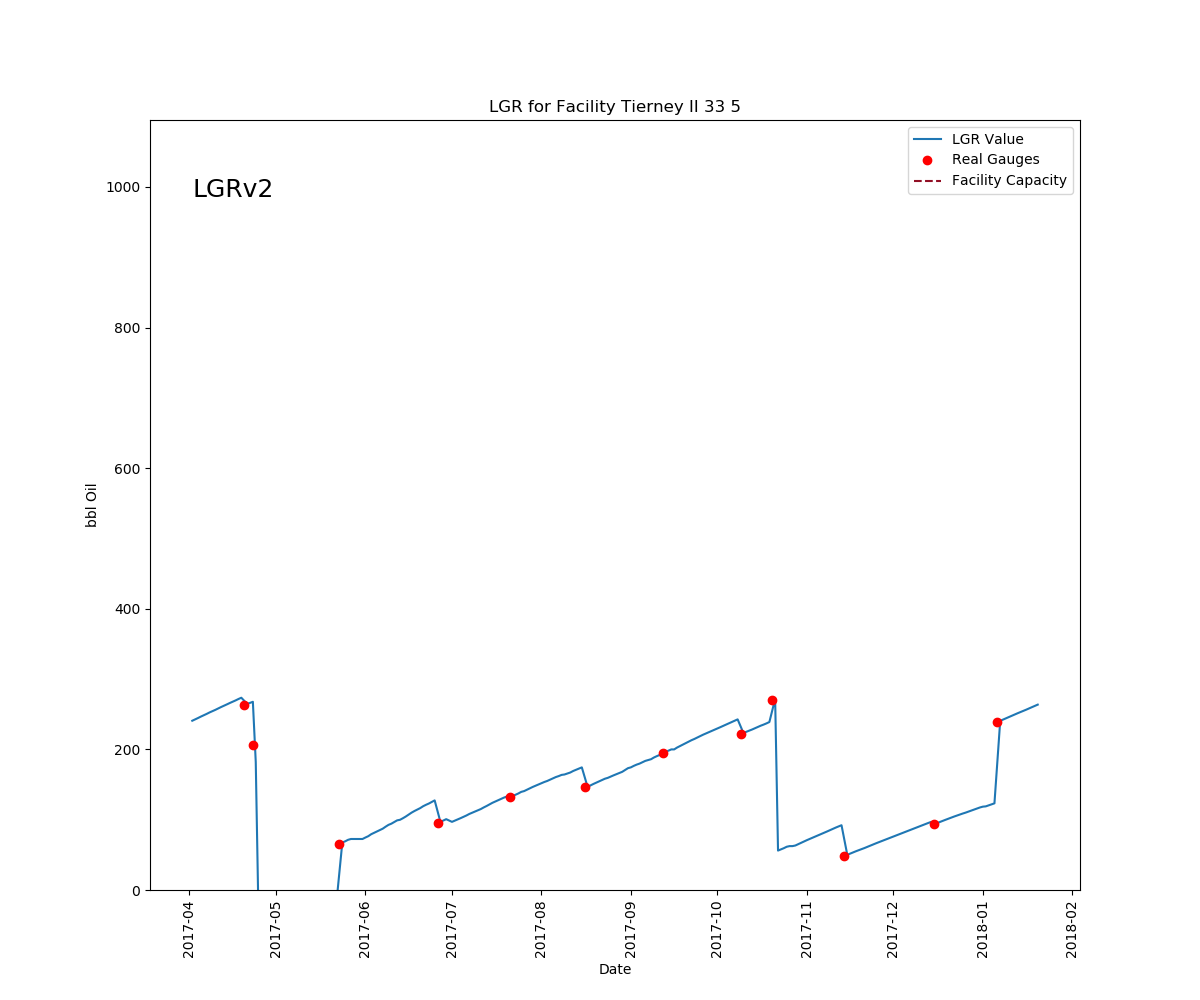 LGR for Facility Tierney II 33 5
LGRv2
LGR Value
Real Gauges
Facility Capacity
bbl Oil
1000
800
600
400
200
0
2017-04
2017-05
2017-06
2017-07
2017-08
2017-09
2017-10
2017-11
2017-12
2018-01
2018-02
Date